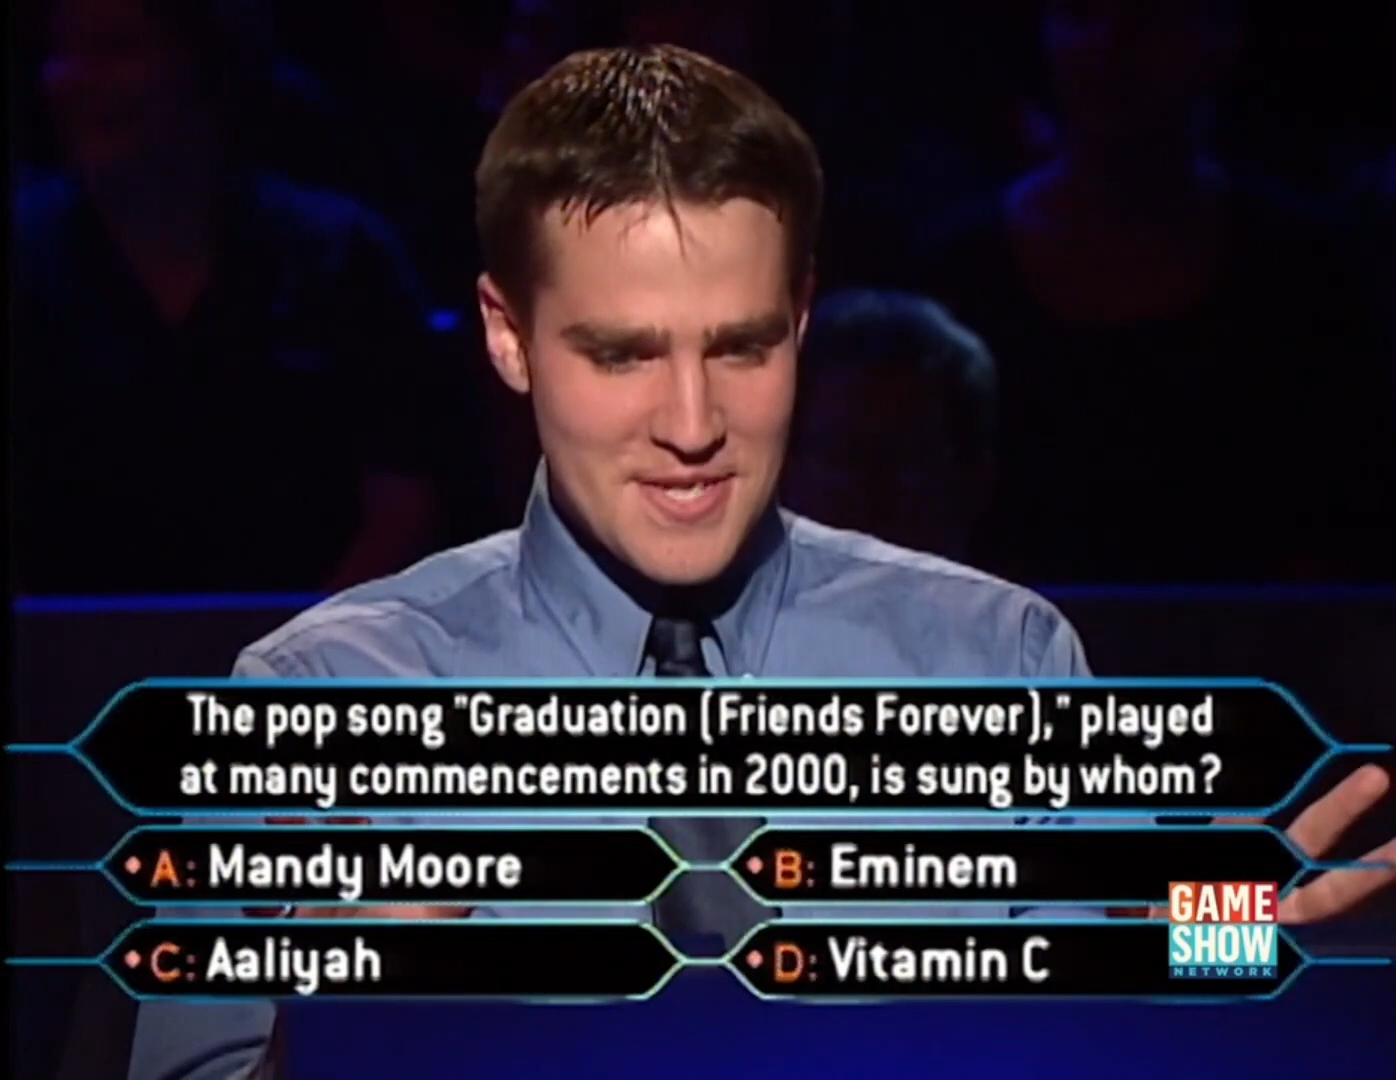 The pop song "Graduation (Friends Forever)," played
at many commencements in 2000, is sung by whom?
A: Mandy Moore
B: Eminem
C: Aaliyah
D: Vitamin C
GAME
SHOW
NETWORK